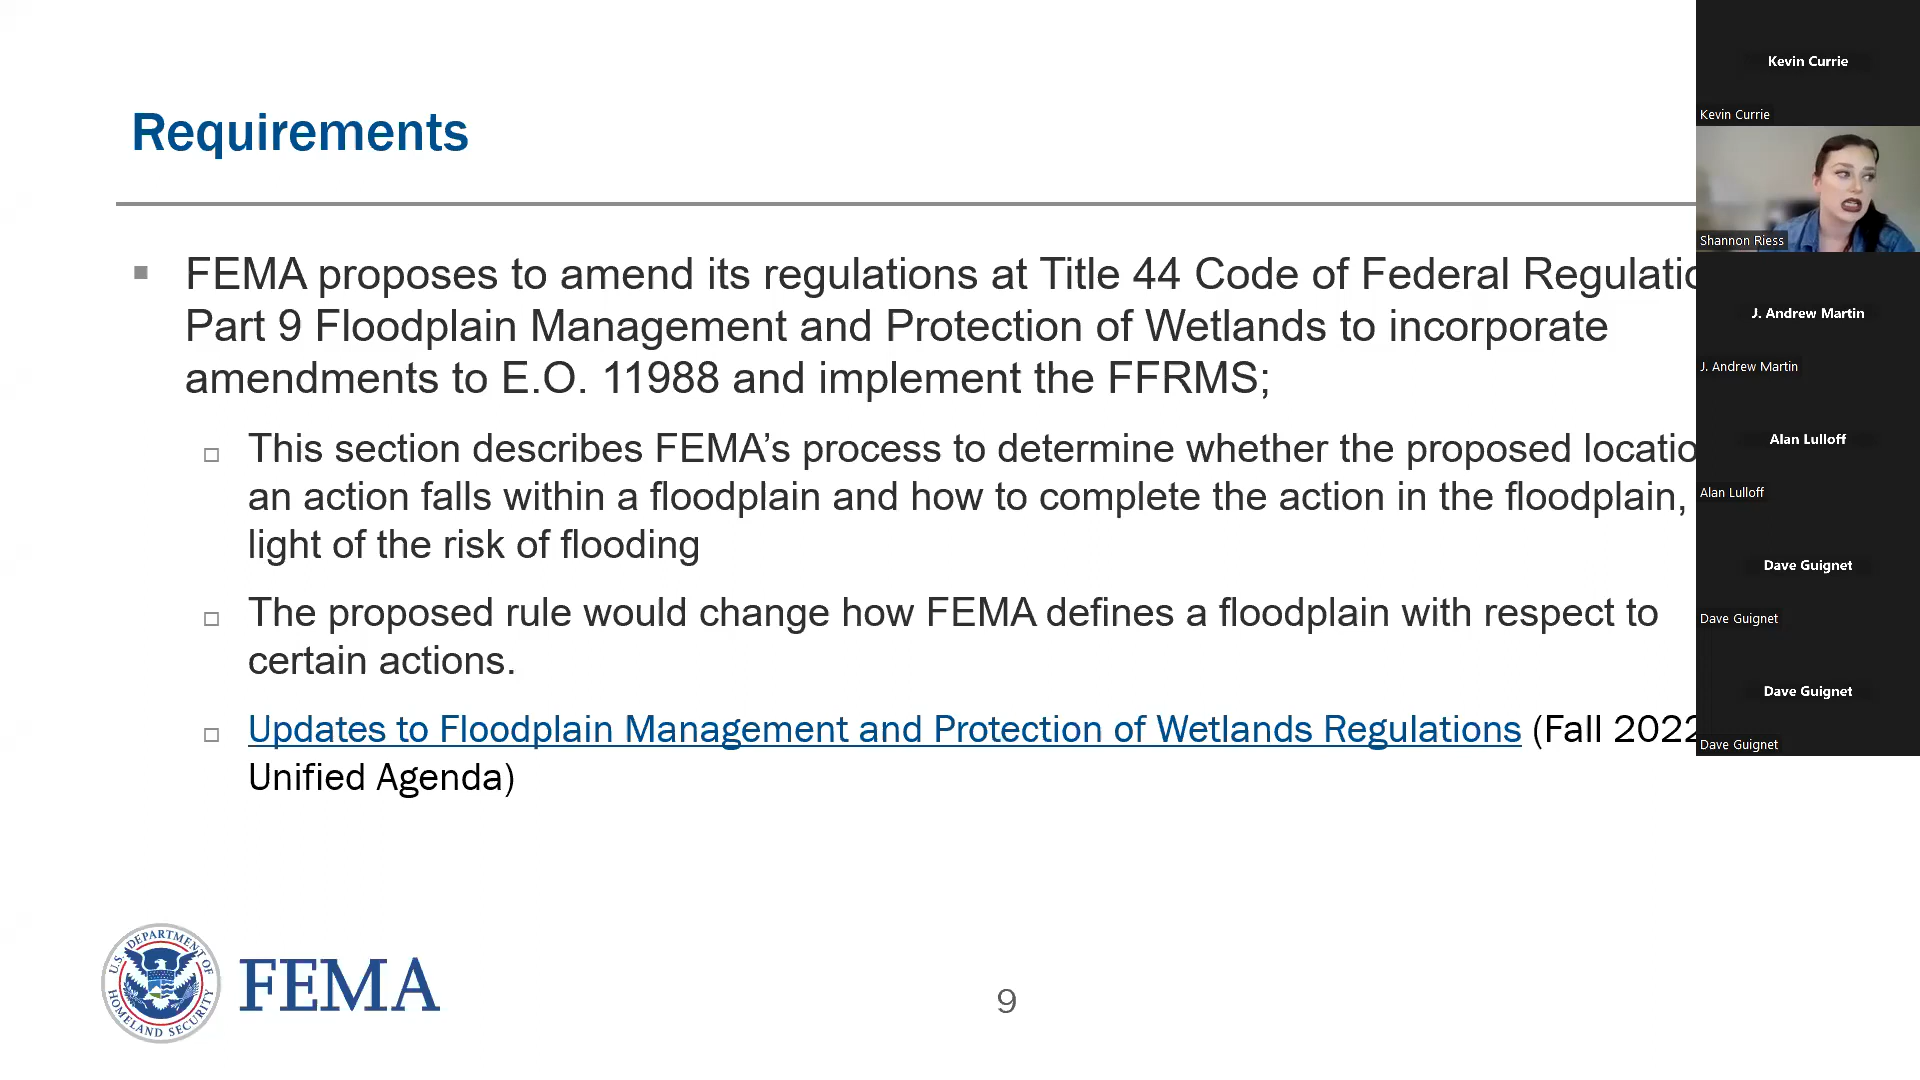 Requirements
FEMA proposes to amend its regulations at Title 44 Code of Federal
Part 9 Floodplain Management and Protection of Wetlands to incorporate
amendments to E.O. 11988 and implement the FFRMS;
This section describes FEMA’s process to determine whether the proposed
an action falls within a floodplain and how to complete the action in the floodplain,
light of the risk of flooding
The proposed rule would change how FEMA defines a floodplain with respect to
certain actions.
Updates to Floodplain Management and Protection of Wetlands Regulations (Fall 2022
Unified Agenda)
U.S. DEPARTMENT OF
HOMELAND SECURITY
FEMA
9
Kevin Currie
Kevin Currie
Shannon Riess
J. Andrew Martin
J. Andrew Martin
Alan Lulloff
Alan Lulloff
Dave Guignet
Dave Guignet
Dave Guignet
Dave Guignet